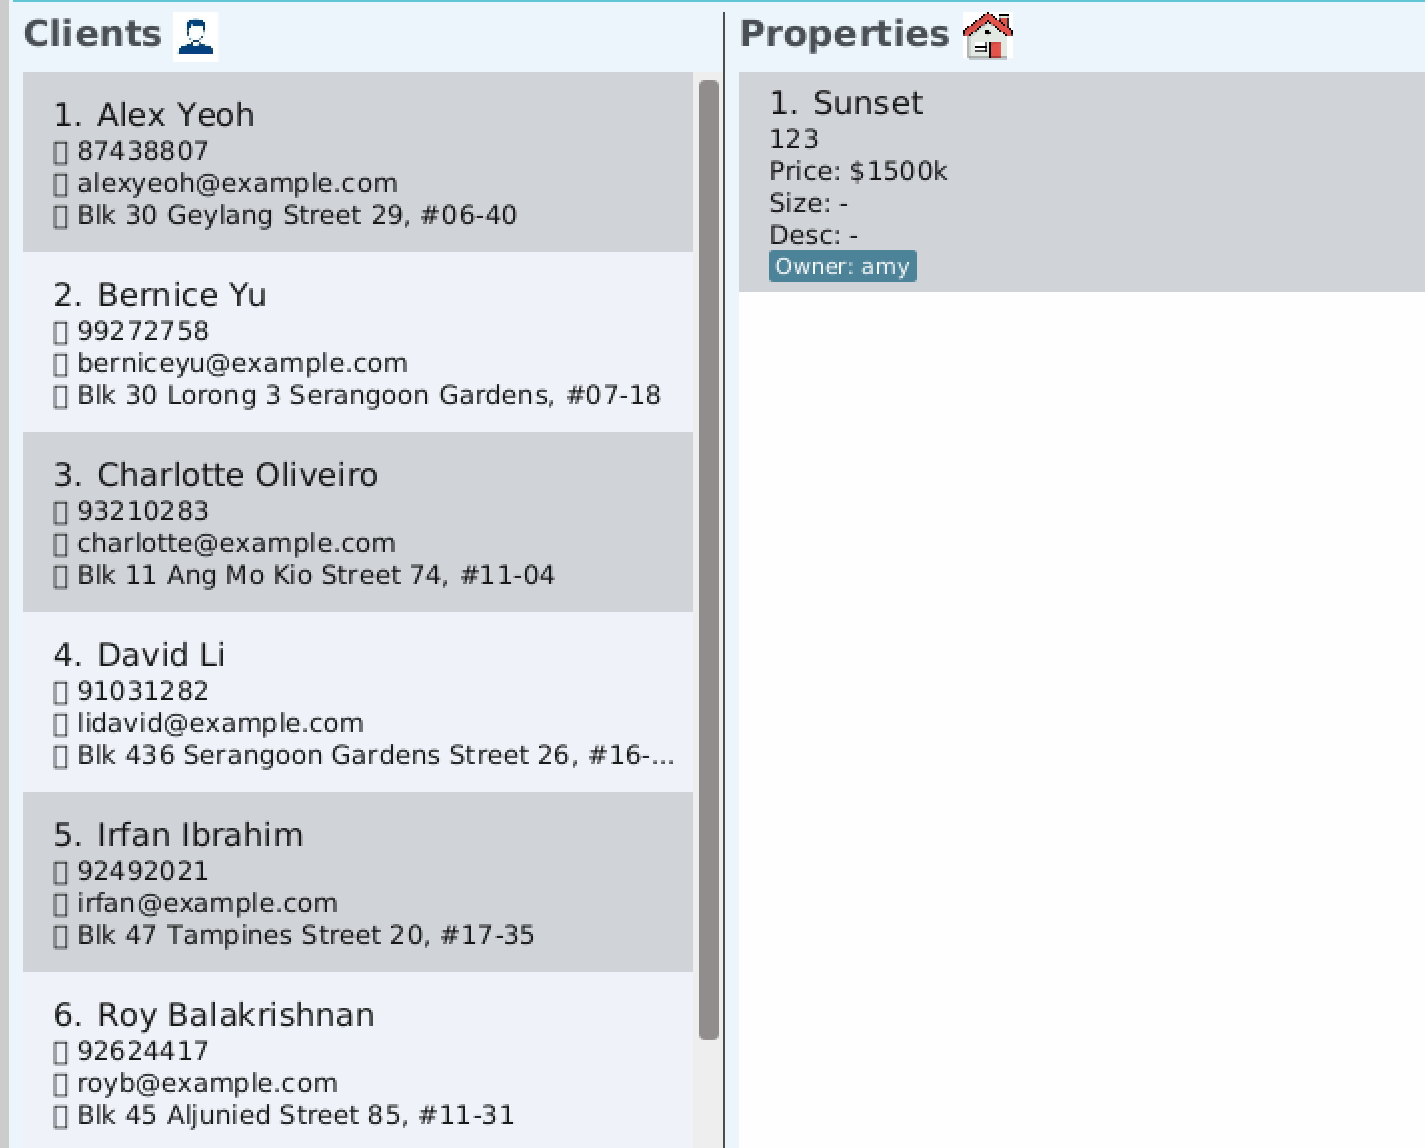 Clients
1. Alex Yeoh
87438807
alexyeoh@example.com
Blk 30 Geylang Street 29, #06-40
2. Bernice Yu
99272758
berniceyu@example.com
Blk 30 Lorong 3 Serangoon Gardens, #07-18
3. Charlotte Oliveiro
93210283
charlotte@example.com
Blk 11 Ang Mo Kio Street 74, #11-04
4. David Li
91031282
lidavid@example.com
Blk 436 Serangoon Gardens Street 26, #16-...
5. Irfan Ibrahim
92492021
irfan@example.com
Blk 47 Tampines Street 20, #17-35
6. Roy Balakrishnan
92624417
royb@example.com
Blk 45 Aljunied Street 85, #11-31
Properties
1. Sunset
123
Price: $1500k
Size: -
Desc: -
Owner: amy